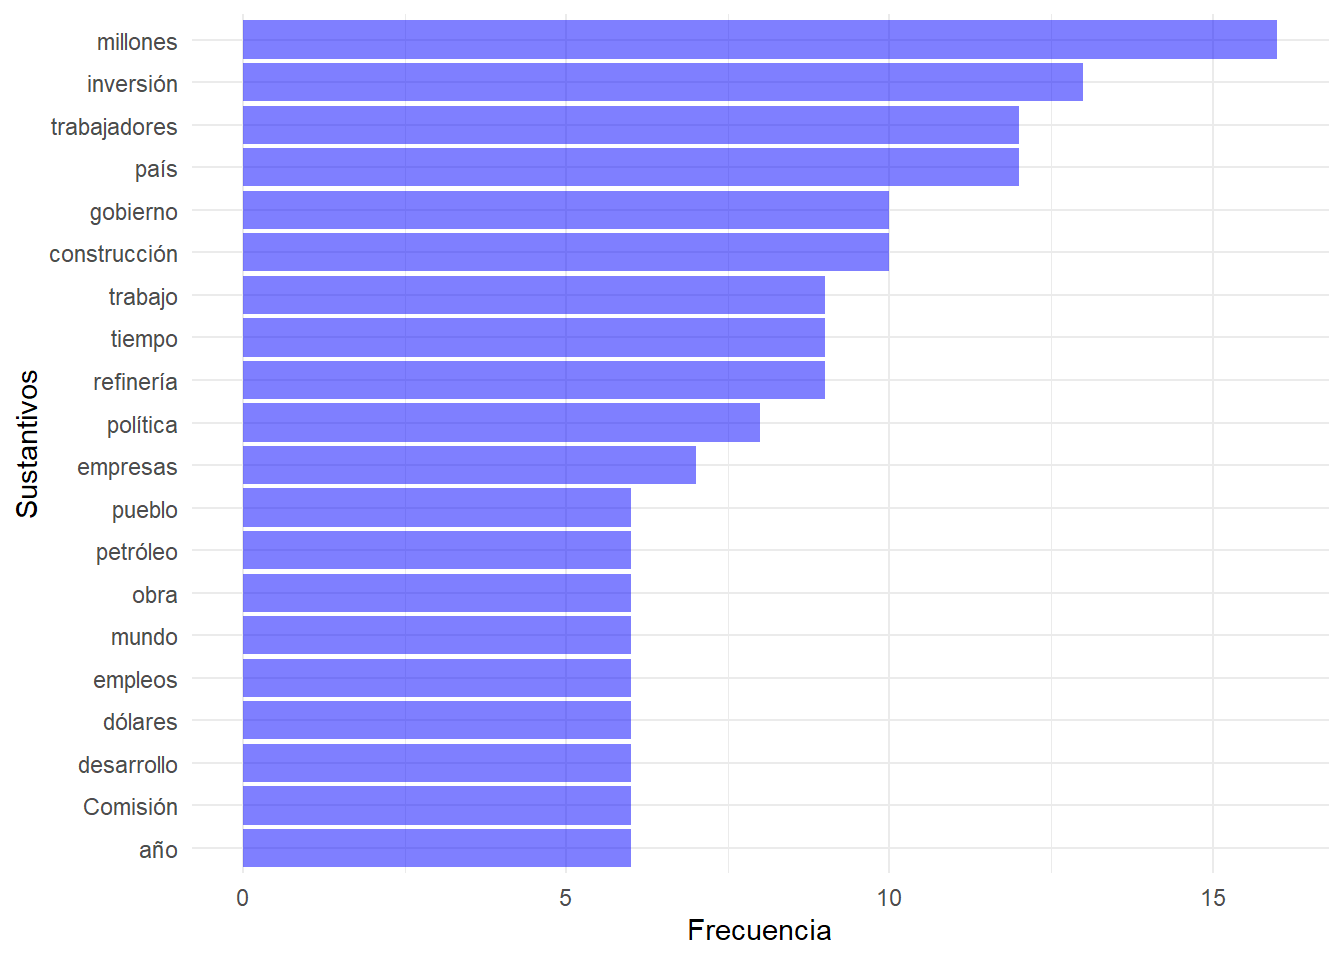 millones
inversión
trabajadores
país
gobierno
construcción
trabajo
tiempo
refinería
política
empresas
pueblo
petróleo
obra
mundo
empleos
dólares
desarrollo
Comisión
año
Sustantivos
0 5 10 15
Frecuencia